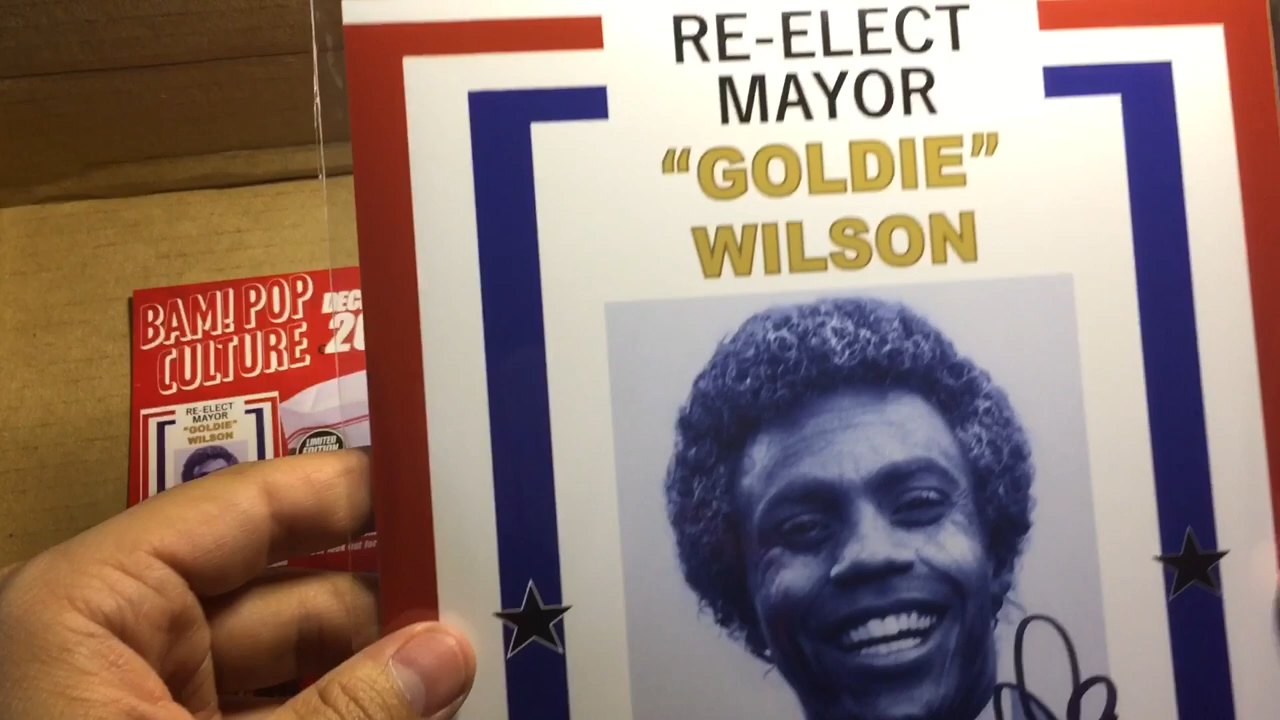 RE-ELECT
MAYOR
“GOLDIE”
WILSON
BAM! POP
CULTURE
RE-ELECT
MAYOR
"GOLDIE"
WILSON
LIMITED
EDITION